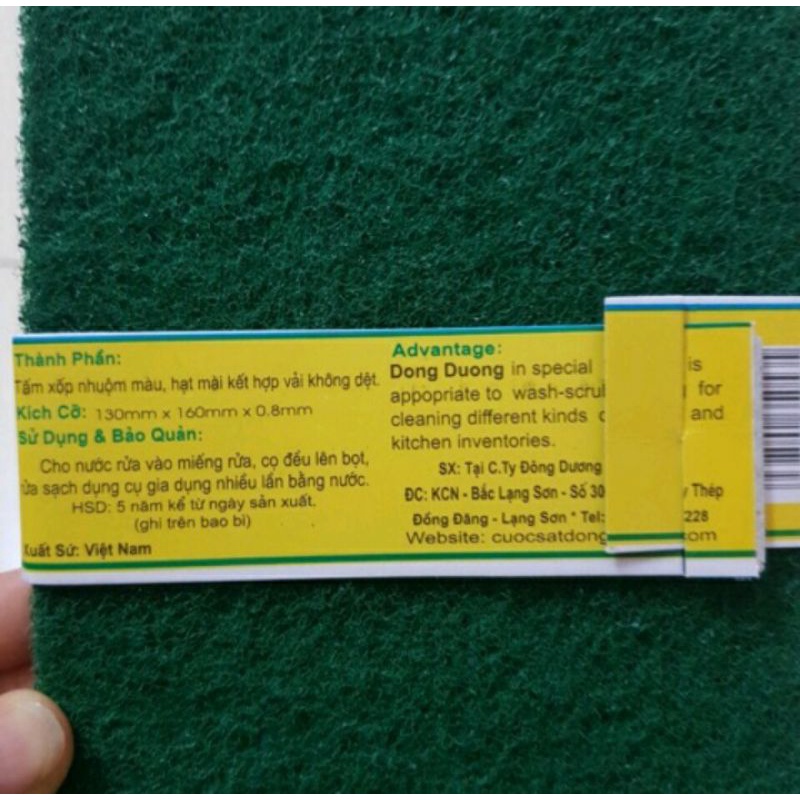 Thành Phần:
Tấm xốp nhuộm màu, hạt mài kết hợp vải không dệt.
Kích Cỡ: 130mm x 160mm x 0.8mm
Sử Dụng & Bảo Quản:
Cho nước rửa vào miếng rửa, cọ đều lên bọt,
rửa sạch dụng cụ gia dụng nhiều lần bằng nước.
HSD: 5 năm kể từ ngày sản xuất.
(ghi trên bao bì)
Xuất Sứ: Việt Nam
Advantage:
Dong Duong in special is
appopriate to wash-scrub for
cleaning different kinds and
kitchen inventories.
SX: Tại C.Ty Đông Dương
ĐC: KCN - Bắc Lạng Sơn - Số 30 Thép
Đồng Đăng - Lạng Sơn * Tel: 228
Website: cuocsatdong com